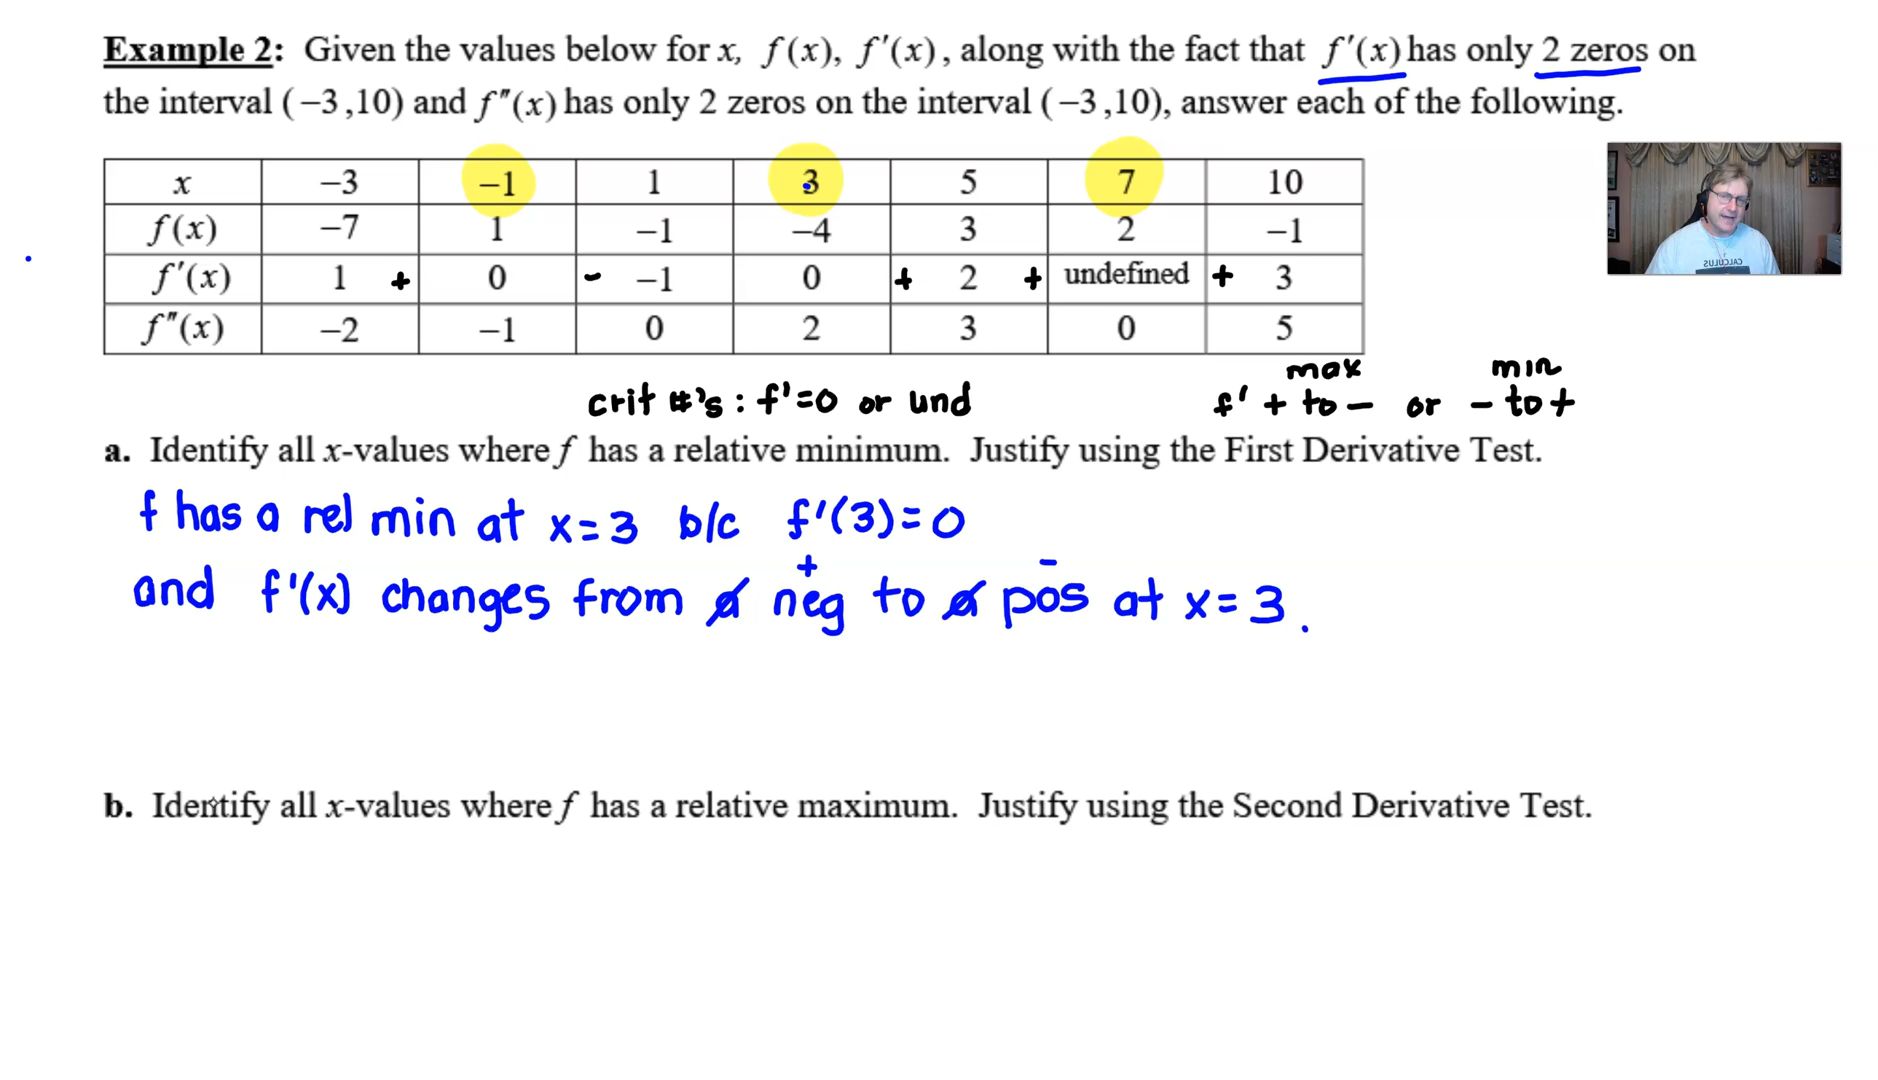 Example 2: Given the values below for x, f(x), f'(x), along with the fact that f'(x) has only 2 zeros on
the interval (−3,10) and f"(x) has only 2 zeros on the interval (−3,10), answer each of the following.
x −3 −1 1 3 5 7 10
f(x) −7 1 −1 −4 3 2 −1
f'(x) 1 + 0 - −1 0 + 2 + undefined + 3
f"(x) −2 −1 0 2 3 0 5
max min
crit #'s: f'=0 or und f' + to − or − to +
a. Identify all x-values where f has a relative minimum. Justify using the First Derivative Test.
f has a rel min at x=3 b/c f'(3)=0
+ -
and f'(x) changes from a neg to a pos at x=3.
b. Identify all x-values where f has a relative maximum. Justify using the Second Derivative Test.
CALCULUS